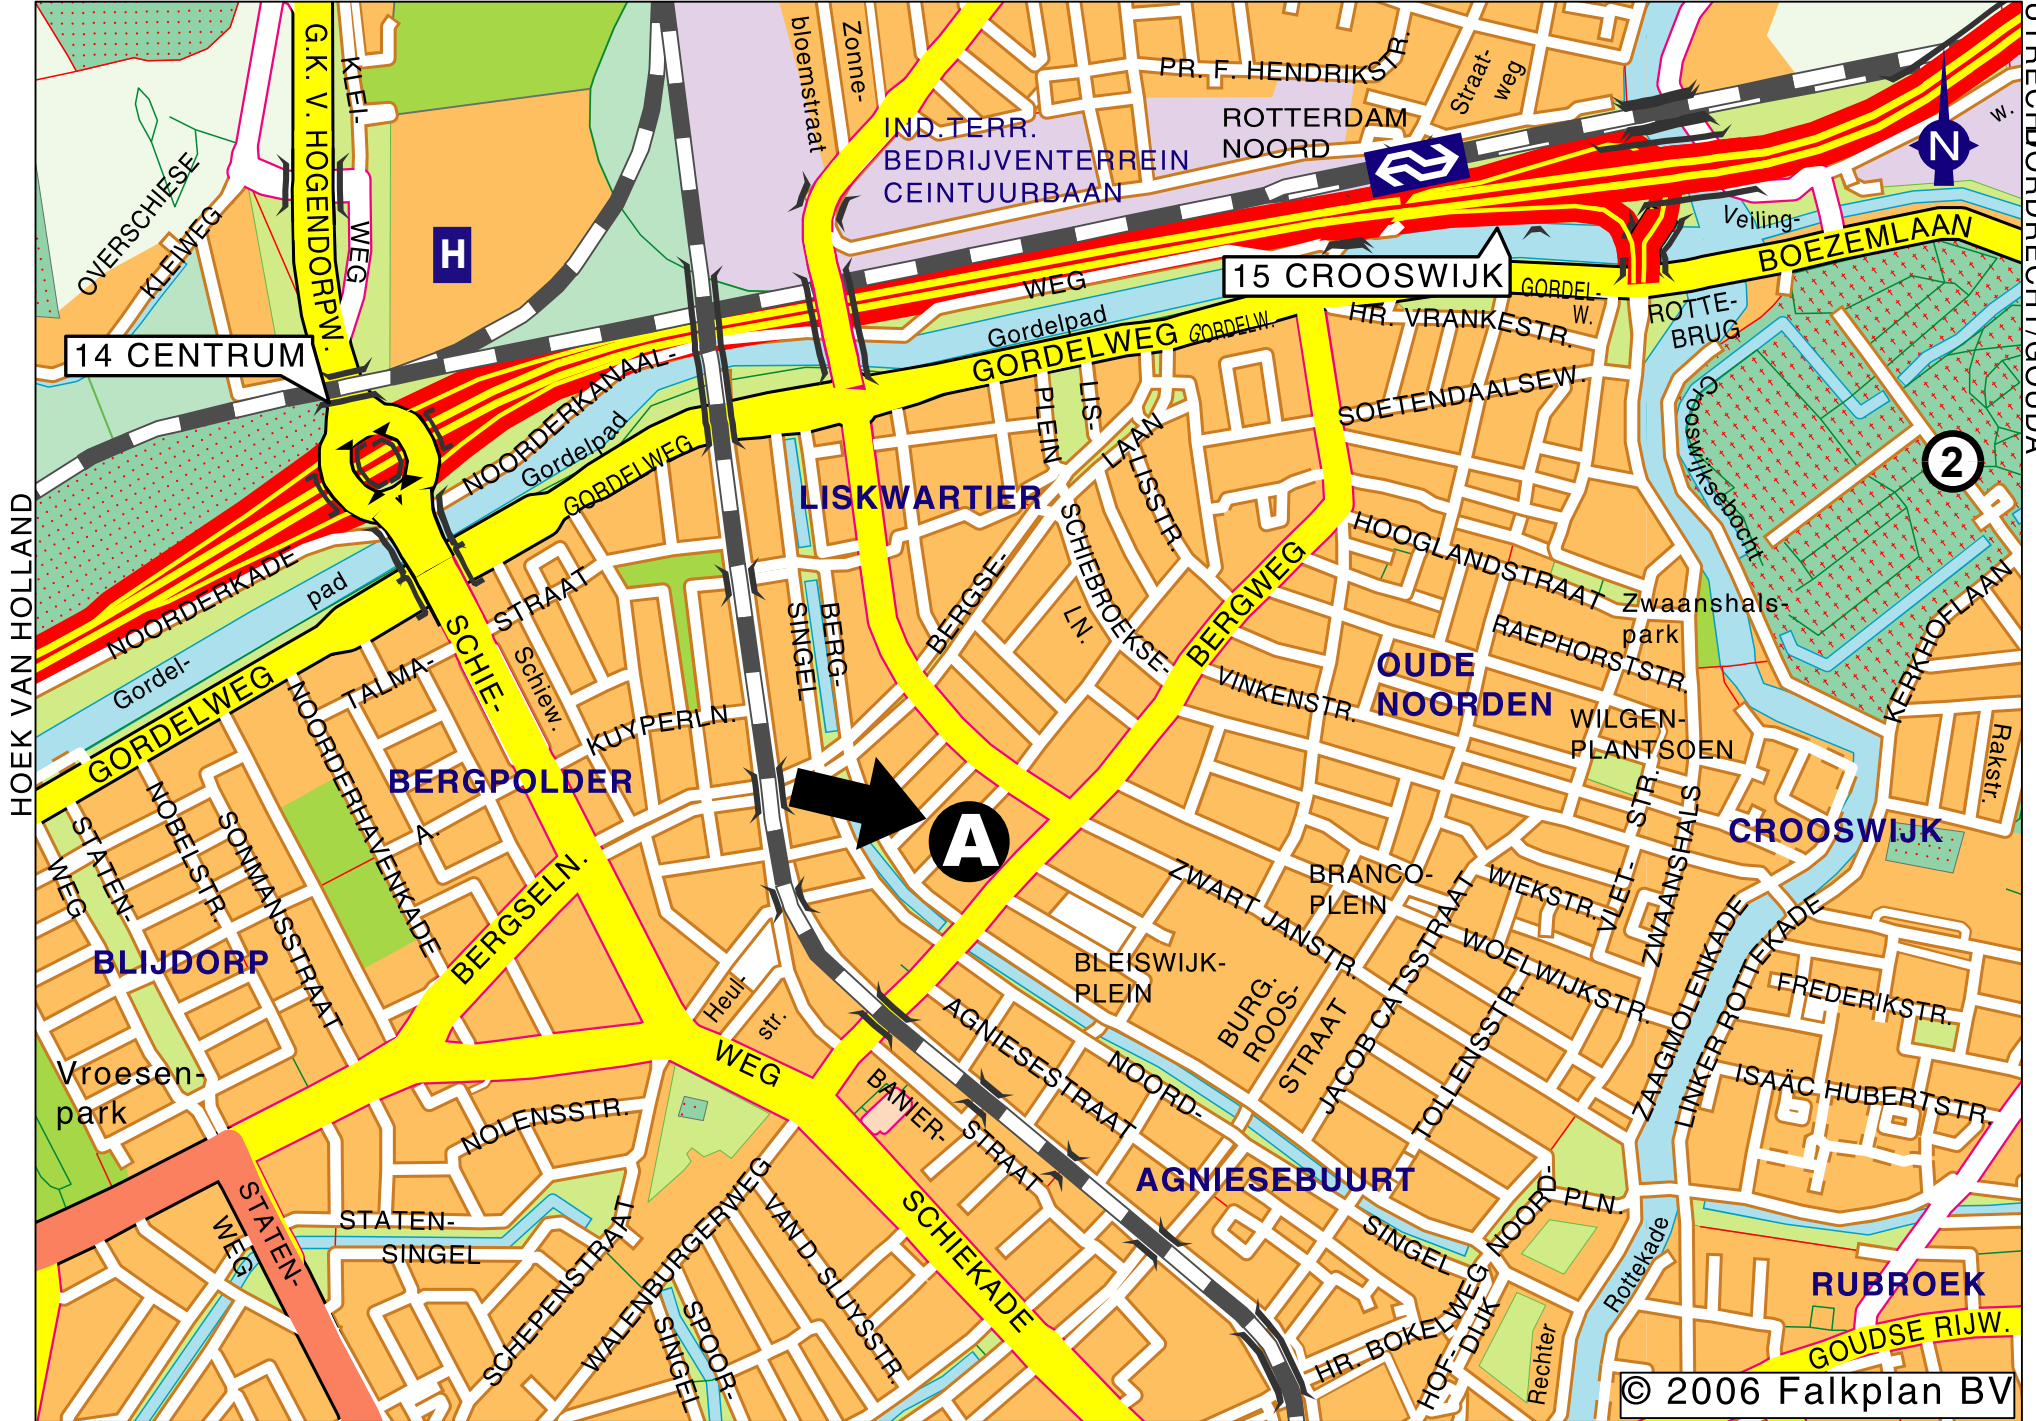 G.K. V. HOGENDORPW.
KLEI-
WEG
OVERSCHIESE
KLEIWEG
H
bloemstraat
Zonne-
IND.TERR.
BEDRIJVENTERREIN
CEINTUURBAAN
PR. F. HENDRIKSTR.
Straat-
weg
ROTTERDAM
NOORD
UTRECHT/DORDRECHT/GOUDA
w.
N
Veiling-
BOEZEMLAAN
15 CROOSWIJK
14 CENTRUM
WEG
Gordelpad
GORDELWEG
GORDELW.
GORDEL-
W.
HR. VRANKESTR.
ROTTE-
BRUG
NOORDERKANAAL-
Gordelpad
GORDELWEG
PLEIN
LIS-
LAAN
LISSTR.
SOETENDAALSEW.
Crooswijksebocht
2
HOEK VAN HOLLAND
NOORDERKADE
pad
Gordel-
GORDELWEG
LISKWARTIER
SCHIEBROEKSE-
LN.
BERGSE-
BERGWEG
HOOGLANDSTRAAT
Zwaanshals-
park
RAEPHORSTSTR.
KERKHOFLAAN
SCHIE-
STRAAT
TALMA-
Schiew.
BERG-
SINGEL
KUYPERLN.
VINKENSTR.
OUDE
NOORDEN
WILGEN-
PLANTSOEN
Rakstr.
NOORDERHAVENKADE
BERGPOLDER
A.
NOBELSTR.
SONMANSSTRAAT
STATEN-
WEG
A
CROOSWIJK
STR.
VLET-
ZWAANSHALS
BLIJDORP
BERGSELN.
ZWART JANSTR.
BRANCO-
PLEIN
WIEKSTR.
JACOB CATSSTRAAT
WOELWIJKSTR.
BLEISWIJK-
PLEIN
BURG.
ROOS-
STRAAT
TOLLENSSTR.
ZAAGMOLENKADE
LINKER ROTTEKADE
FREDERIKSTR.
ISAÄC HUBERTSTR.
Heul-
str.
WEG
AGNIESESTRAAT
NOORD-
BANIER-
STRAAT
Vroesen-
park
NOLENSSTR.
AGNIESEBUURT
SINGEL
NOORD-
PLN.
STATEN-
WEG
STATEN-
SINGEL
SCHEPENSTRAAT
WALENBURGERWEG
VAN D. SLUYSSTR.
SCHIEKADE
SPOOR-
SINGEL
HR. BOKELWEG
HOF-
DIJK
Rechter
Rottekade
RUBROEK
GOUDSE RIJW.
© 2006 Falkplan BV